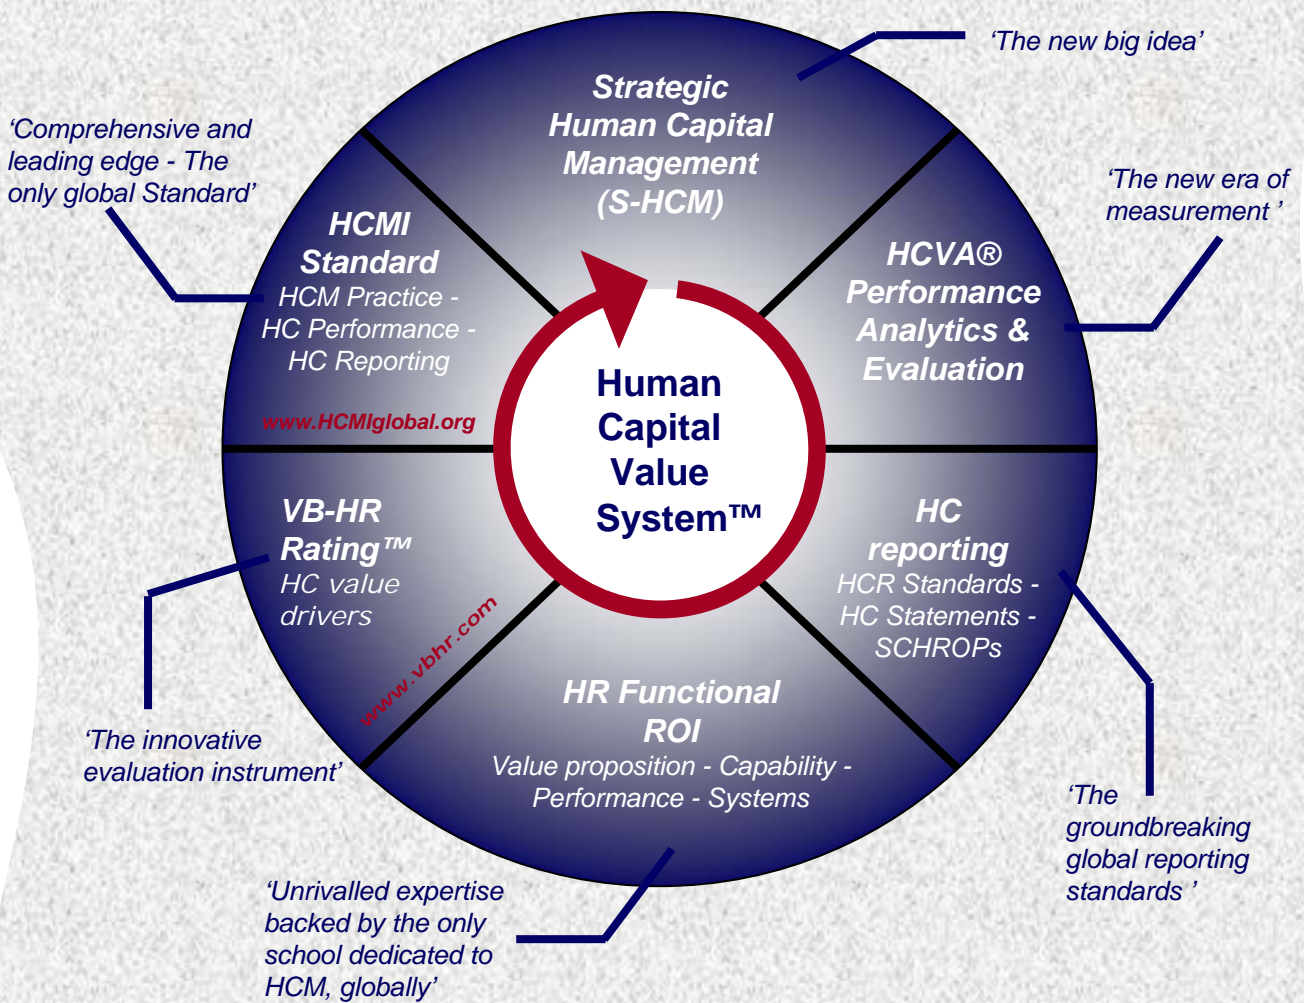 ‘The new big idea’
Strategic
Human Capital
Management
(S-HCM)
‘Comprehensive and
leading edge - The
only global Standard’
‘The new era of
measurement ’
HCMI
Standard
HCM Practice -
HC Performance -
HC Reporting
www.HCMIglobal.org
HCVA®
Performance
Analytics &
Evaluation
Human
Capital
Value
System™
VB-HR
Rating™
HC value
drivers
www.vbhr.com
HC
reporting
HCR Standards -
HC Statements -
SCHROPs
HR Functional
ROI
Value proposition - Capability -
Performance - Systems
‘The innovative
evaluation instrument’
‘The
groundbreaking
global reporting
standards ’
‘Unrivalled expertise
backed by the only
school dedicated to
HCM, globally’